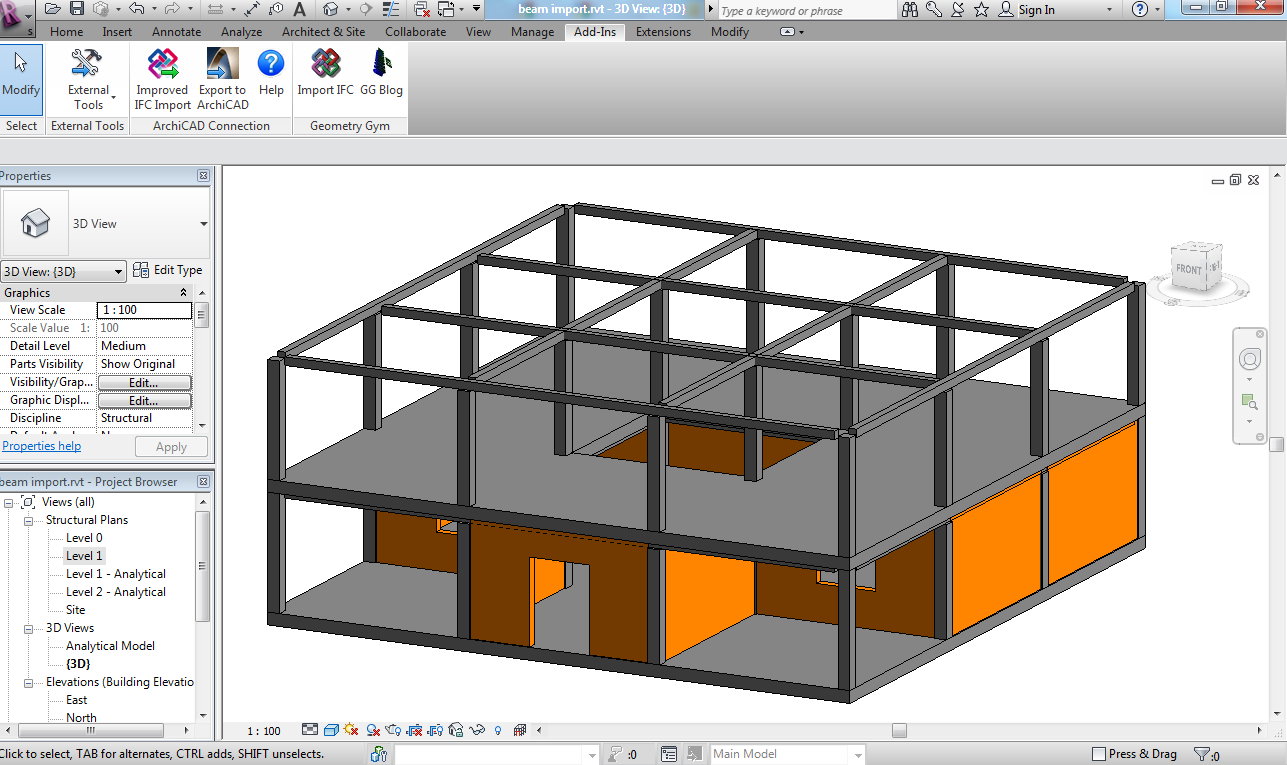 beam import.rvt - 3D View: {3D}
Type a keyword or phrase
Sign In
Home Insert Annotate Analyze Architect & Site Collaborate View Manage Add-Ins Extensions Modify
Modify
External Tools
Improved IFC Import
Export to ArchiCAD
Help
Import IFC
GG Blog
Select
External Tools
ArchiCAD Connection
Geometry Gym
Properties
3D View
3D View: {3D}
Edit Type
Graphics
View Scale 1 : 100
Scale Value 1: 100
Detail Level Medium
Parts Visibility Show Original
Visibility/Grap... Edit...
Graphic Displ... Edit...
Discipline Structural
Properties help
Apply
beam import.rvt - Project Browser
Views (all)
Structural Plans
Level 0
Level 1
Level 1 - Analytical
Level 2 - Analytical
Site
3D Views
Analytical Model
{3D}
Elevations (Building Elevatio
East
North
FRONT
1 : 100
Click to select, TAB for alternates, CTRL adds, SHIFT unselects.
:0
Main Model
Press & Drag
:0